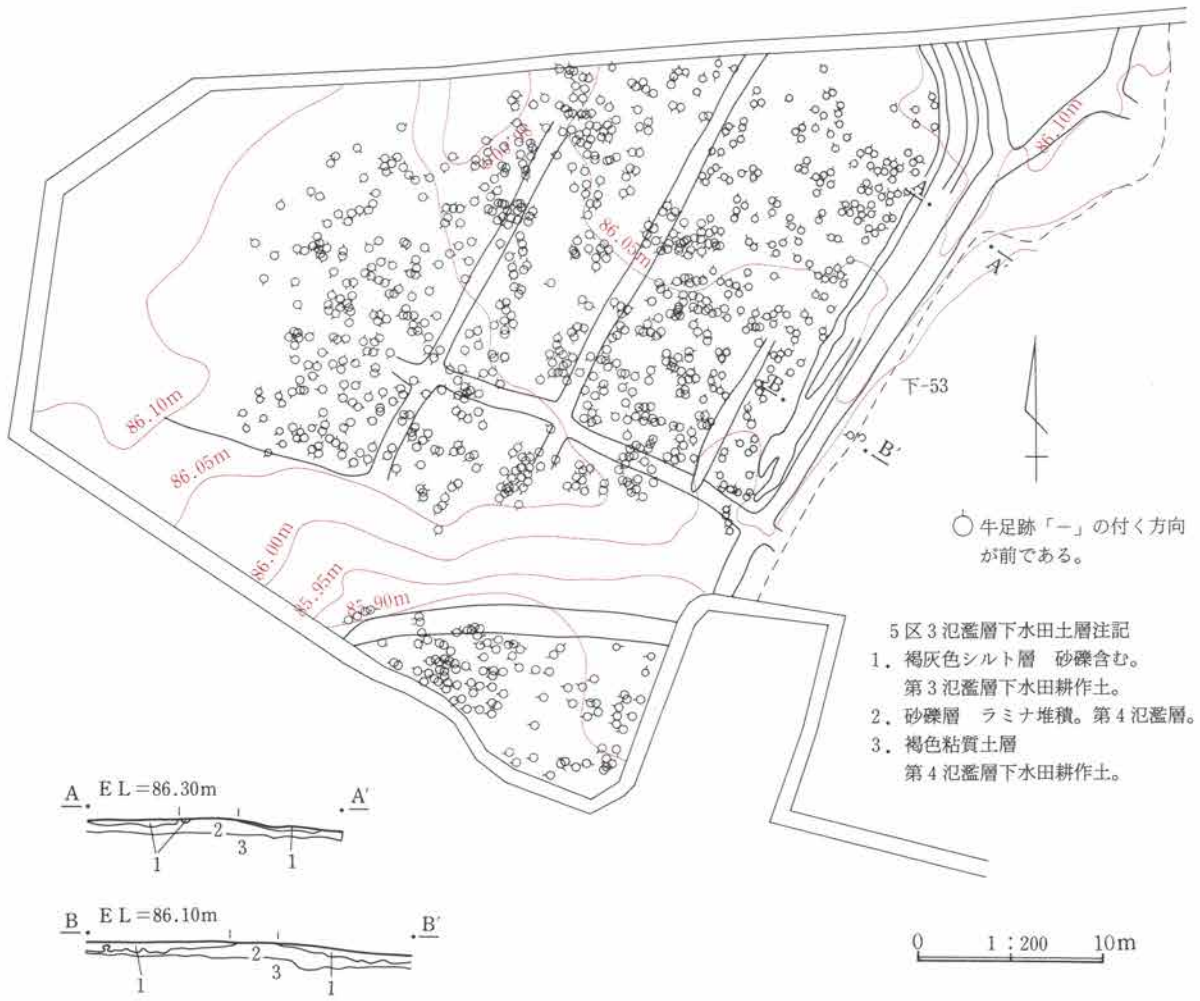 86.10m
86.05m
A
A′
下-53
B
B′
86.10m
86.05m
86.00m
85.95m
85.90m
牛足跡「－」の付く方向
が前である。
5区3氾濫層下水田土層注記
1．褐灰色シルト層　砂礫含む。
第3氾濫層下水田耕作土。
2．砂礫層　ラミナ堆積。第4氾濫層。
3．褐色粘質土層
第4氾濫層下水田耕作土。
A EL=86.30m A′
2
3
1
1
B EL=86.10m B′
2
3
1
1
0 1：200 10m